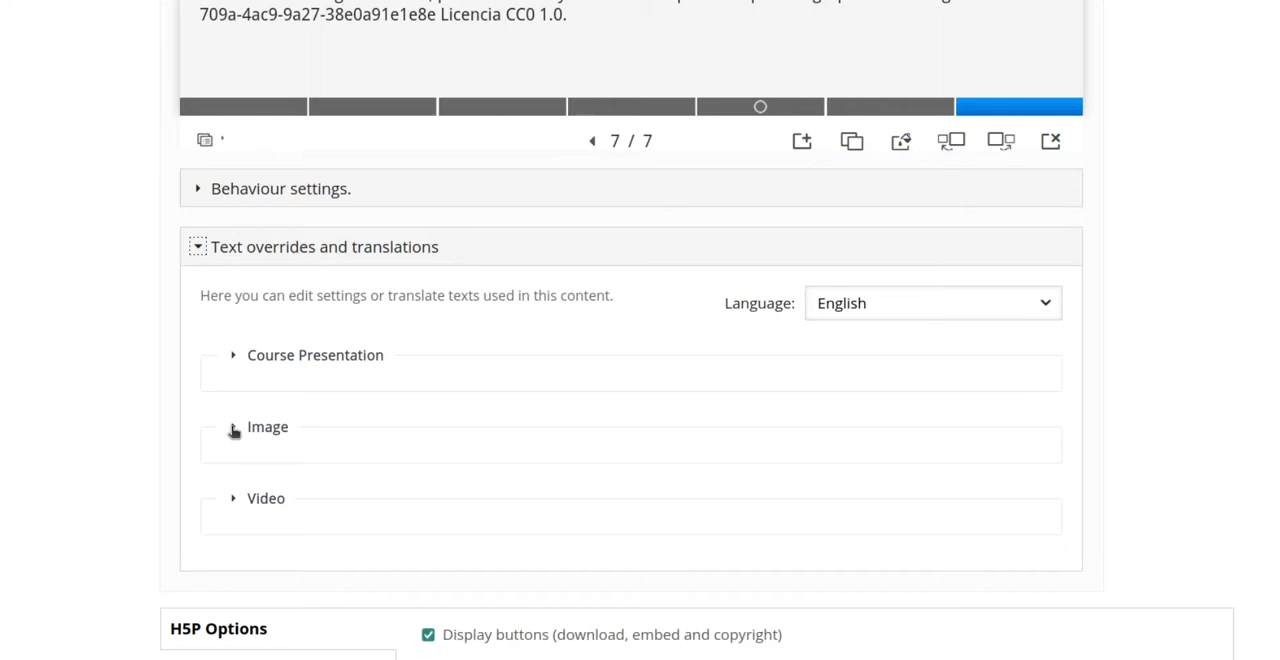 709a-4ac9-9a27-38e0a91e1e8e Licencia CC0 1.0.
7 / 7
Behaviour settings.
Text overrides and translations
Here you can edit settings or translate texts used in this content.
Language: English
Course Presentation
Image
Video
H5P Options
Display buttons (download, embed and copyright)